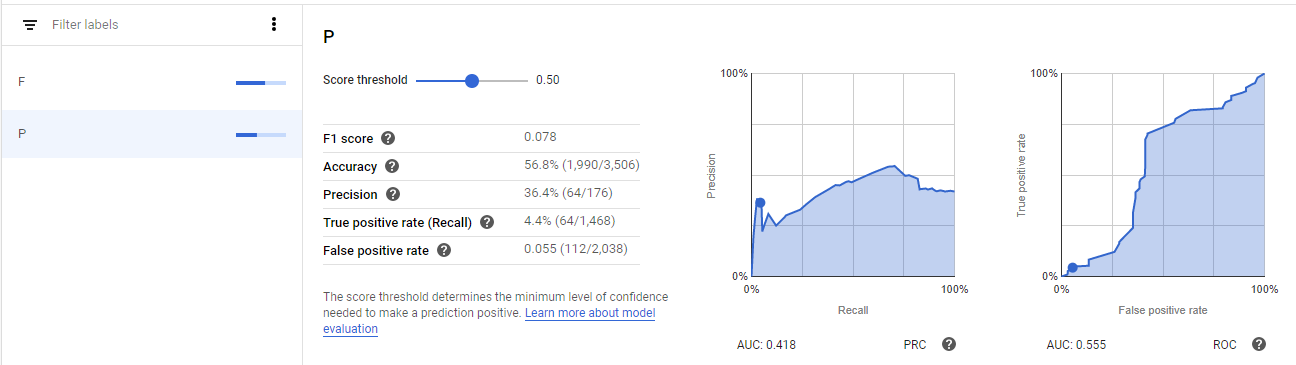 Filter labels
F
P
P
Score threshold 0.50
F1 score 0.078
Accuracy 56.8% (1,990/3,506)
Precision 36.4% (64/176)
True positive rate (Recall) 4.4% (64/1,468)
False positive rate 0.055 (112/2,038)
The score threshold determines the minimum level of confidence
needed to make a prediction positive. Learn more about model
evaluation
100%
Precision
0%
0% 100%
Recall
AUC: 0.418 PRC
100%
True positive rate
0%
0% 100%
False positive rate
AUC: 0.555 ROC